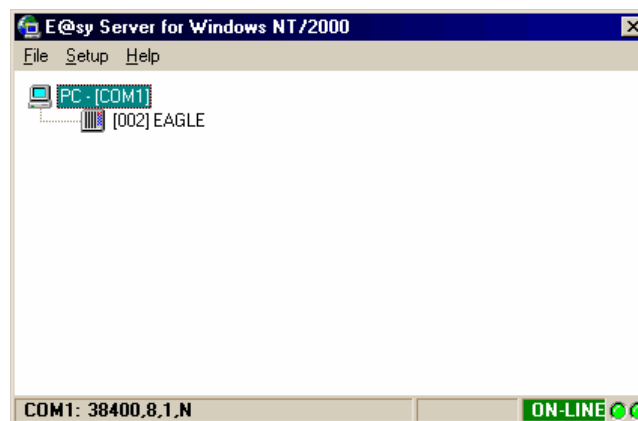 E@sy Server for Windows NT/2000
File Setup Help
PC - [COM1]
[002] EAGLE
COM1: 38400,8,1,N ON-LINE